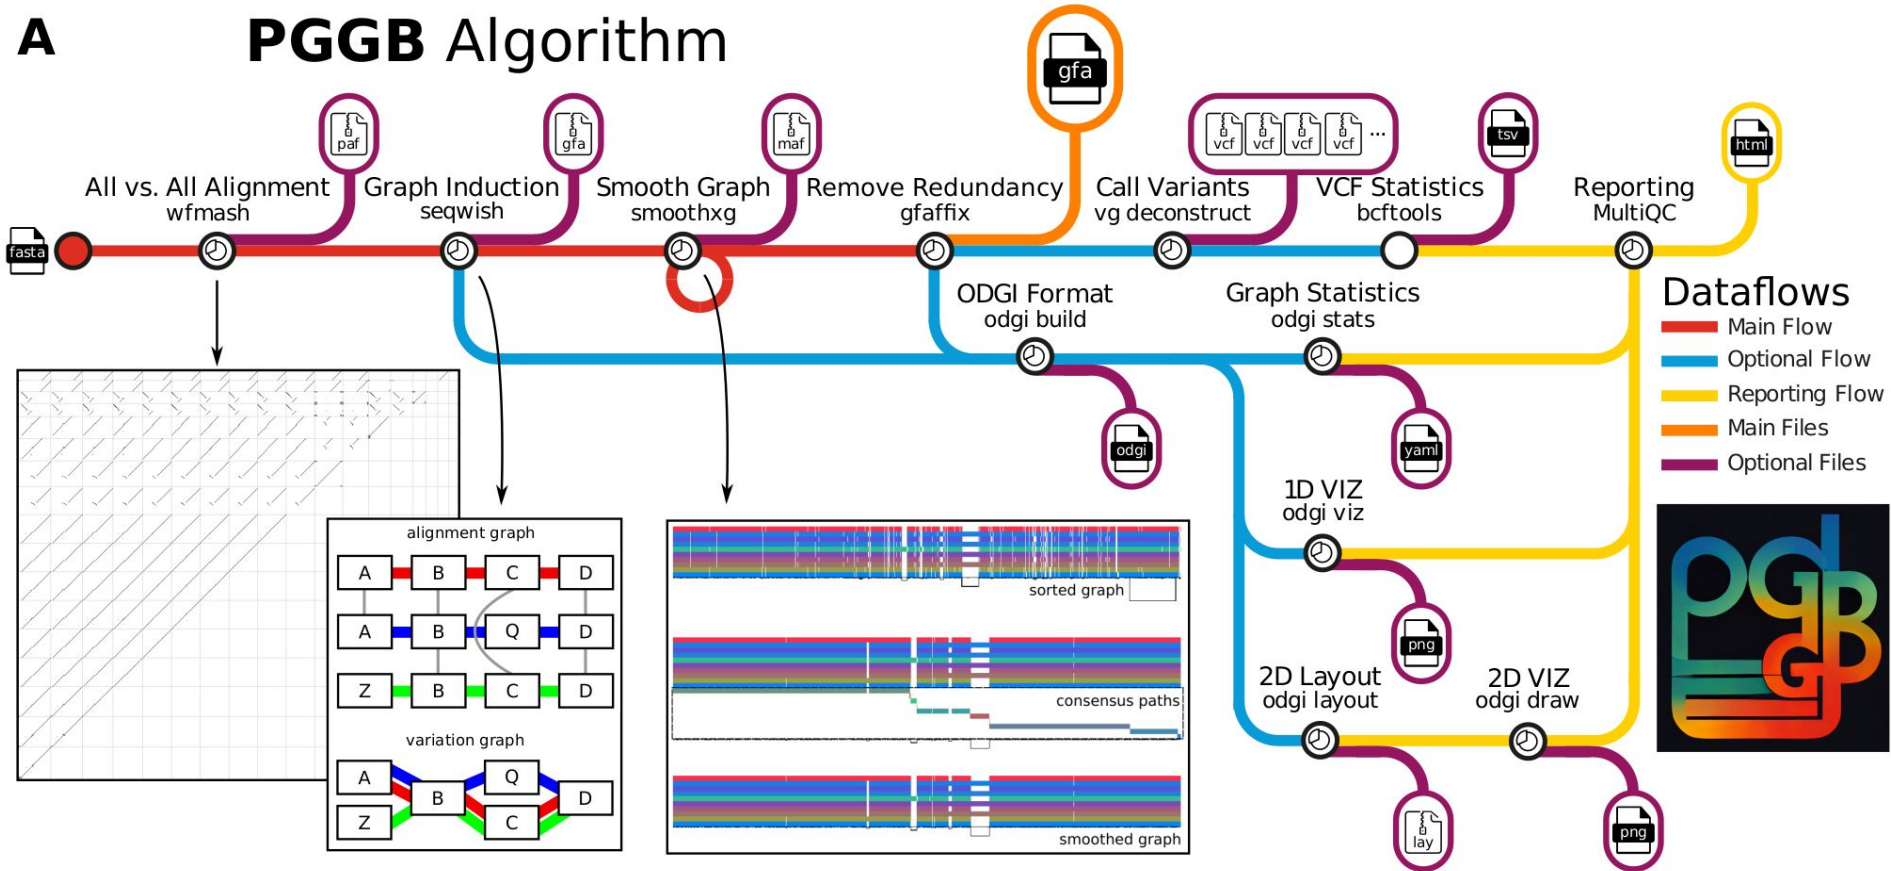 A
PGGB Algorithm
gfa
paf
gfa
maf
vcf vcf vcf vcf ...
tsv
html
All vs. All Alignment
wfmash
Graph Induction
seqwish
Smooth Graph
smoothxg
Remove Redundancy
gfaffix
Call Variants
vg deconstruct
VCF Statistics
bcftools
Reporting
MultiQC
fasta
ODGI Format
odgi build
Graph Statistics
odgi stats
Dataflows
Main Flow
Optional Flow
Reporting Flow
Main Files
Optional Files
odgi
yaml
1D VIZ
odgi viz
png
2D Layout
odgi layout
2D VIZ
odgi draw
lay
png
alignment graph
A B C D
A B Q D
Z B C D
variation graph
A Q
B D
Z C
sorted graph
consensus paths
smoothed graph
pgGB